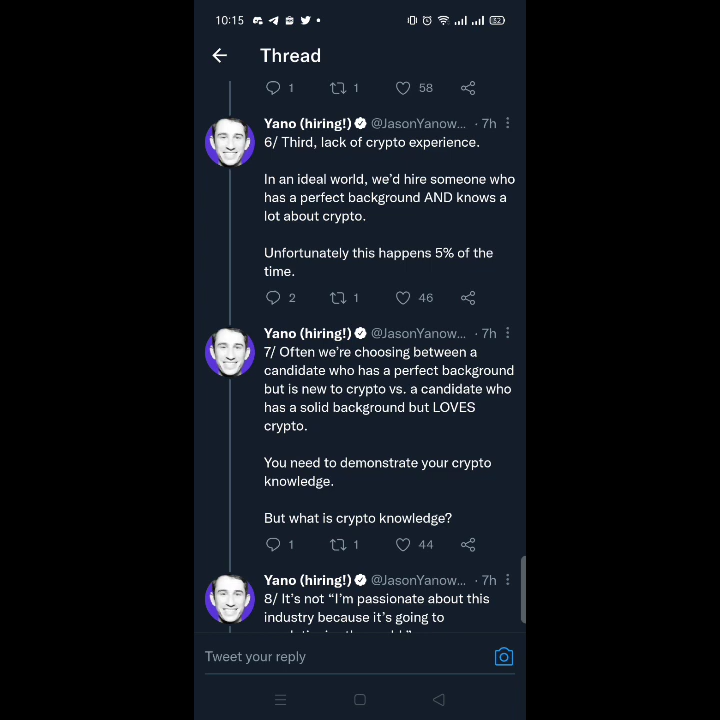 10:15
82
Thread
1 1 58
Yano (hiring!) @JasonYanow... · 7h
6/ Third, lack of crypto experience.
In an ideal world, we'd hire someone who
has a perfect background AND knows a
lot about crypto.
Unfortunately this happens 5% of the
time.
2 1 46
Yano (hiring!) @JasonYanow... · 7h
7/ Often we're choosing between a
candidate who has a perfect background
but is new to crypto vs. a candidate who
has a solid background but LOVES
crypto.
You need to demonstrate your crypto
knowledge.
But what is crypto knowledge?
1 1 44
Yano (hiring!) @JasonYanow... · 7h
8/ It's not “I'm passionate about this
industry because it's going to
Tweet your reply